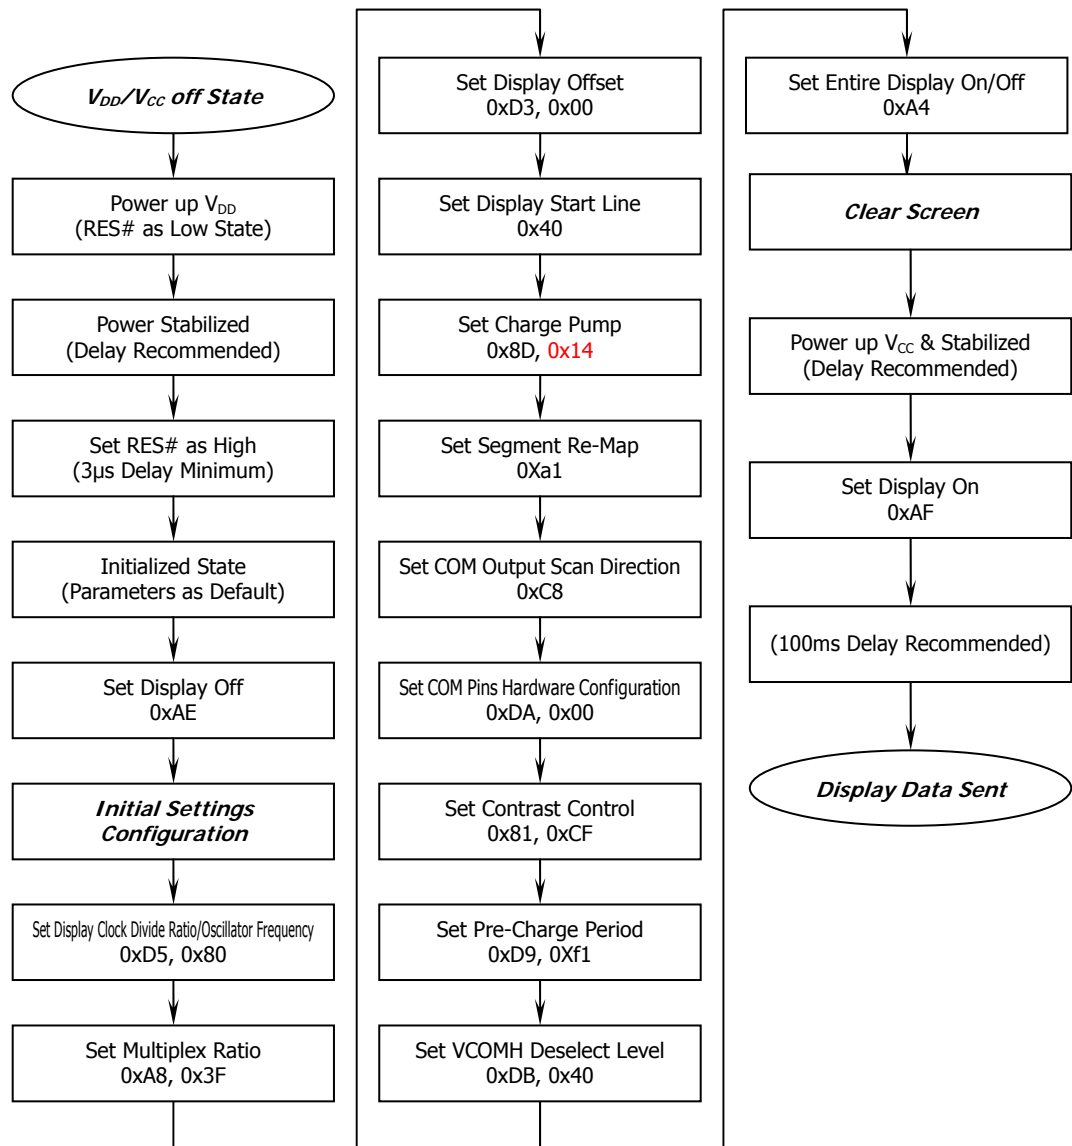 VDD/VCC off State
Power up VDD
(RES# as Low State)
Power Stabilized
(Delay Recommended)
Set RES# as High
(3μs Delay Minimum)
Initialized State
(Parameters as Default)
Set Display Off
0xAE
Initial Settings
Configuration
Set Display Clock Divide Ratio/Oscillator Frequency
0xD5, 0x80
Set Multiplex Ratio
0xA8, 0x3F
Set Display Offset
0xD3, 0x00
Set Display Start Line
0x40
Set Charge Pump
0x8D, 0x14
Set Segment Re-Map
0Xa1
Set COM Output Scan Direction
0xC8
Set COM Pins Hardware Configuration
0xDA, 0x00
Set Contrast Control
0x81, 0xCF
Set Pre-Charge Period
0xD9, 0Xf1
Set VCOMH Deselect Level
0xDB, 0x40
Set Entire Display On/Off
0xA4
Clear Screen
Power up VCC & Stabilized
(Delay Recommended)
Set Display On
0xAF
(100ms Delay Recommended)
Display Data Sent